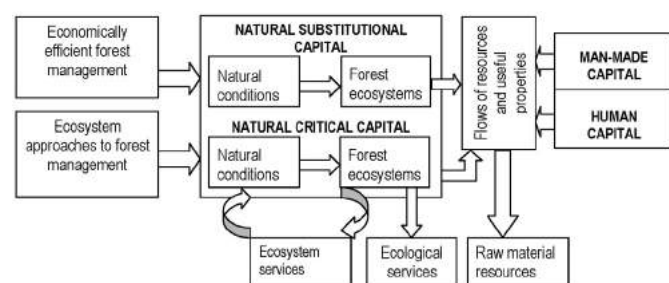 Economically
efficient forest
management
Ecosystem
approaches to forest
management
NATURAL SUBSTITUTIONAL
CAPITAL
Natural
conditions
Forest
ecosystems
NATURAL CRITICAL CAPITAL
Natural
conditions
Forest
ecosystems
Flows of resources
and useful
properties
MAN-MADE
CAPITAL
HUMAN
CAPITAL
Ecosystem
services
Ecological
services
Raw material
resources